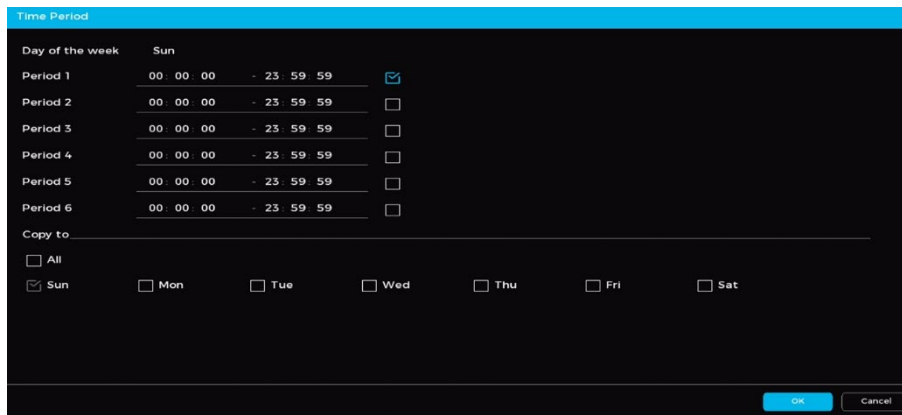 Time Period
Day of the week Sun
Period 1 00: 00: 00 - 23: 59: 59
Period 2 00: 00: 00 - 23: 59: 59
Period 3 00: 00: 00 - 23: 59: 59
Period 4 00: 00: 00 - 23: 59: 59
Period 5 00: 00: 00 - 23: 59: 59
Period 6 00: 00: 00 - 23: 59: 59
Copy to
All
Sun Mon Tue Wed Thu Fri Sat
OK Cancel